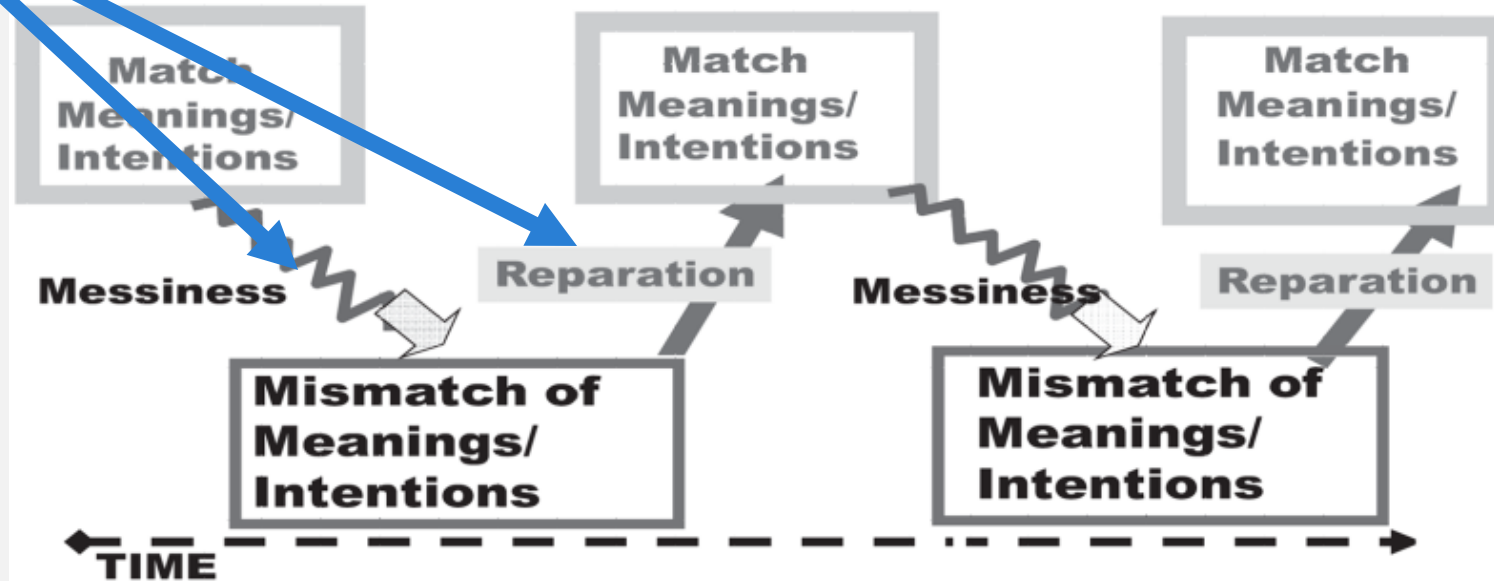 Match
Meanings/
Intentions
Match
Meanings/
Intentions
Match
Meanings/
Intentions
Messiness
Reparation
Messiness
Reparation
Mismatch of
Meanings/
Intentions
Mismatch of
Meanings/
Intentions
TIME